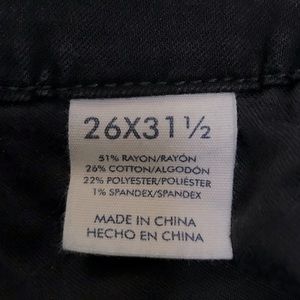 26X31½
51% RAYON/RAYÓN
26% COTTON/ALGODÓN
22% POLYESTER/POLIÉSTER
1% SPANDEX/SPANDEX
MADE IN CHINA
HECHO EN CHINA